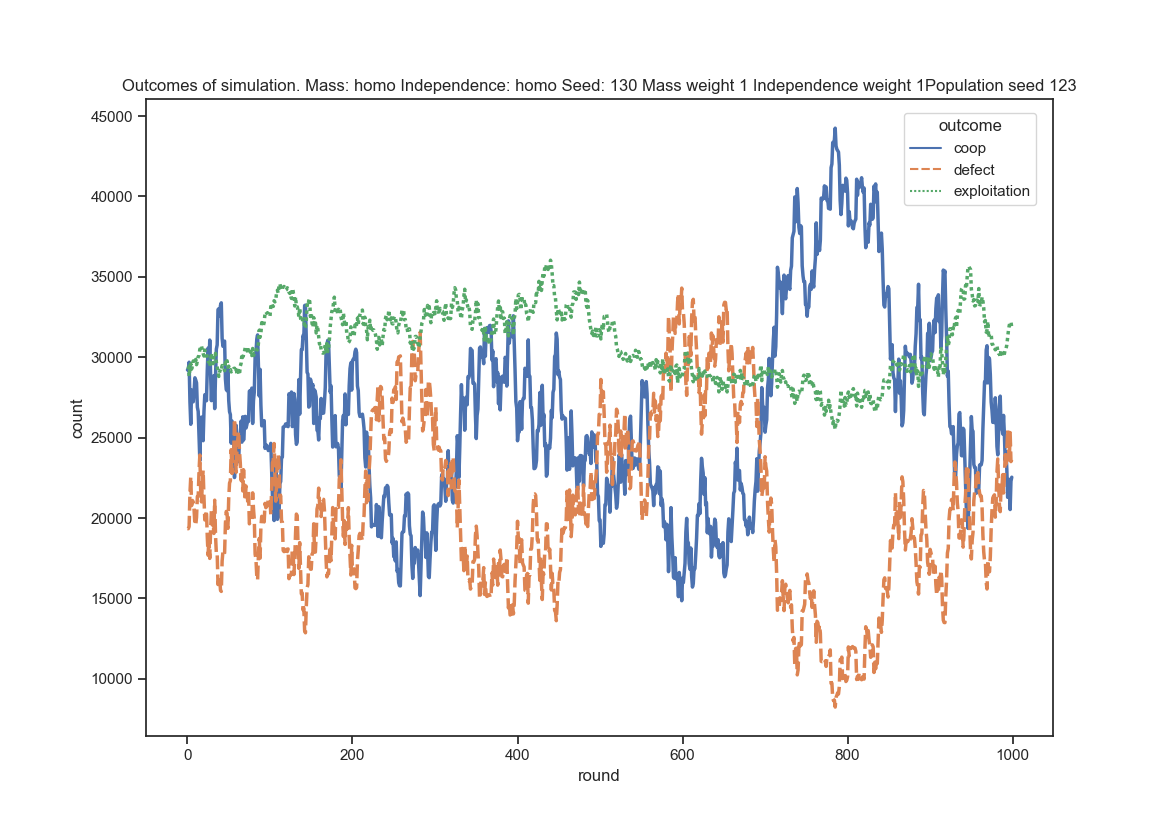 Outcomes of simulation. Mass: homo Independence: homo Seed: 130 Mass weight 1 Independence weight 1Population seed 123
45000
40000
35000
30000
25000
20000
15000
10000
count
outcome
coop
defect
exploitation
0
200
400
600
800
1000
round